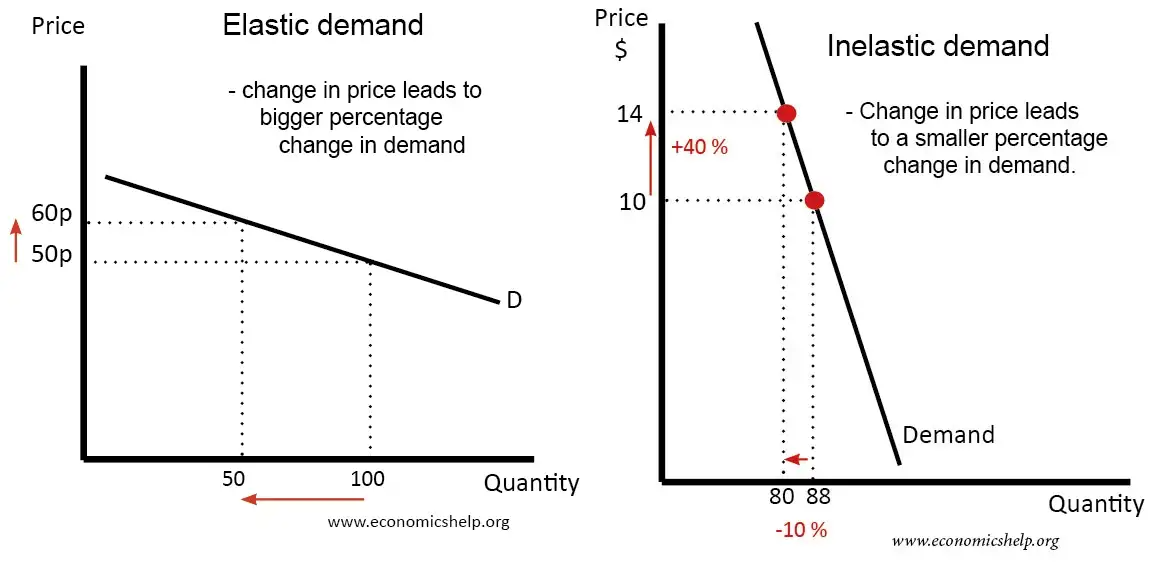 Price
Elastic demand
- change in price leads to
bigger percentage
change in demand
60p
50p
D
50
100
Quantity
www.economicshelp.org
Price
$
Inelastic demand
- Change in price leads
to a smaller percentage
change in demand.
14
+40 %
10
Demand
80
88
Quantity
-10 %
www.economicshelp.org